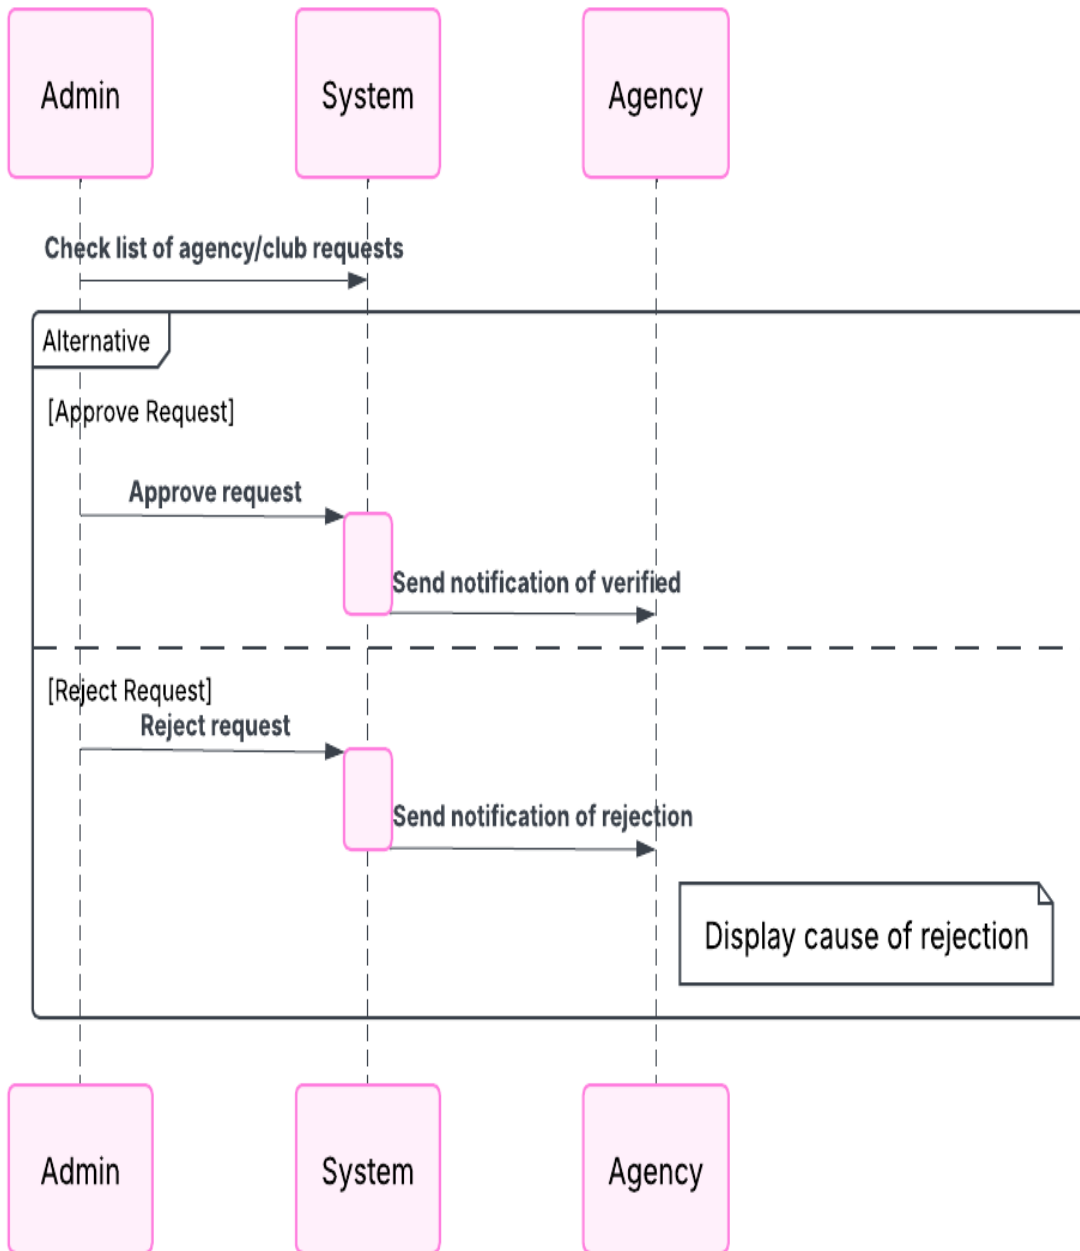 Admin
System
Agency
Check list of agency/club requests
Alternative
[Approve Request]
Approve request
Send notification of verified
[Reject Request]
Reject request
Send notification of rejection
Display cause of rejection
Admin
System
Agency